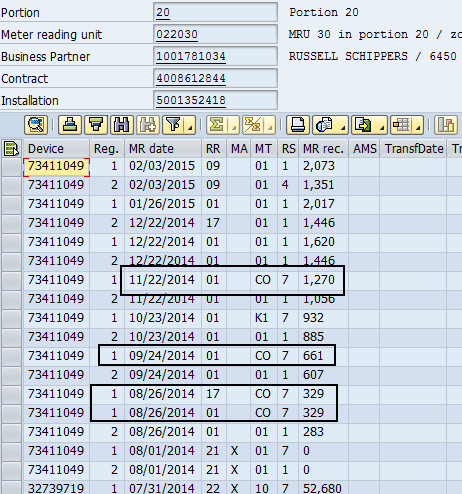 Portion 20 Portion 20
Meter reading unit 022030 MRU 30 in portion 20 / zo
Business Partner 1001781034 RUSSELL SCHIPPERS / 6450
Contract 4008612844
Installation 5001352418
Device Reg. MR date RR MA MT RS MR rec. AMS TransfDate Tr
73411049 1 02/03/2015 09 01 1 2,073
73411049 2 02/03/2015 09 01 4 1,351
73411049 1 01/26/2015 01 01 1 2,017
73411049 2 12/22/2014 17 01 1 1,446
73411049 1 12/22/2014 01 01 1 1,620
73411049 2 12/22/2014 01 01 1 1,446
73411049 1 11/22/2014 01 CO 7 1,270
73411049 2 11/22/2014 01 01 1 1,056
73411049 1 10/23/2014 01 K1 7 932
73411049 2 10/23/2014 01 01 1 885
73411049 1 09/24/2014 01 CO 7 661
73411049 2 09/24/2014 01 01 1 607
73411049 1 08/26/2014 17 CO 7 329
73411049 1 08/26/2014 01 CO 7 329
73411049 2 08/26/2014 01 01 1 283
73411049 1 08/01/2014 21 X 01 7 0
73411049 2 08/01/2014 21 X 01 1 0
32739719 1 07/31/2014 22 X 10 7 52,680